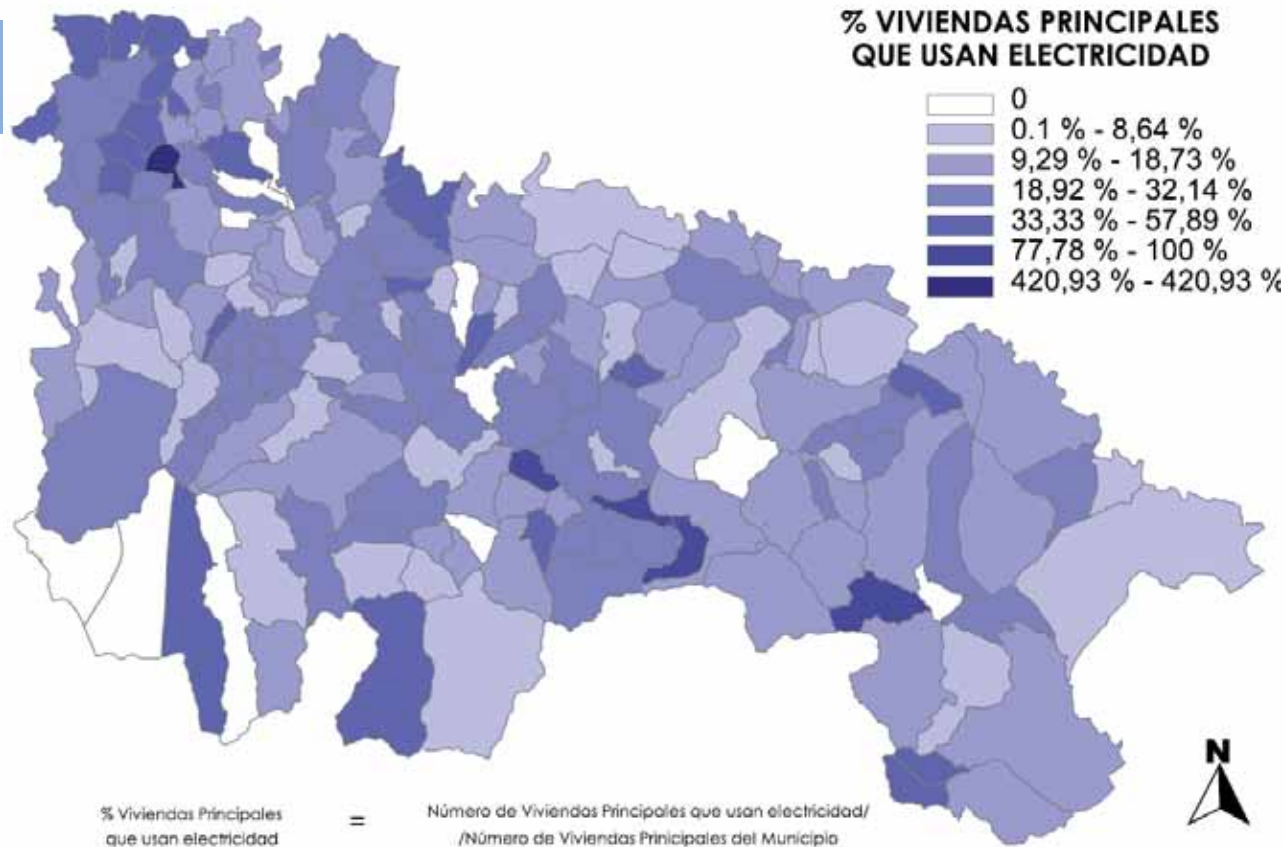 % VIVIENDAS PRINCIPALES
QUE USAN ELECTRICIDAD
0
0.1 % - 8,64 %
9,29 % - 18,73 %
18,92 % - 32,14 %
33,33 % - 57,89 %
77,78 % - 100 %
420,93 % - 420,93 %
N
% Viviendas Principales
que usan electricidad
=
Número de Viviendas Principales que usan electricidad/
/Número de Viviendas Prinicipales del Municipio